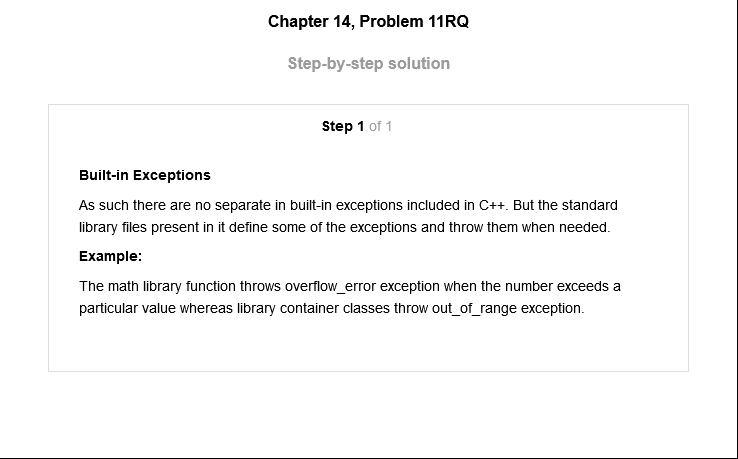 Chapter 14, Problem 11RQ
Step-by-step solution
Step 1 of 1
Built-in Exceptions
As such there are no separate in built-in exceptions included in C++. But the standard
library files present in it define some of the exceptions and throw them when needed.
Example:
The math library function throws overflow_error exception when the number exceeds a
particular value whereas library container classes throw out_of_range exception.